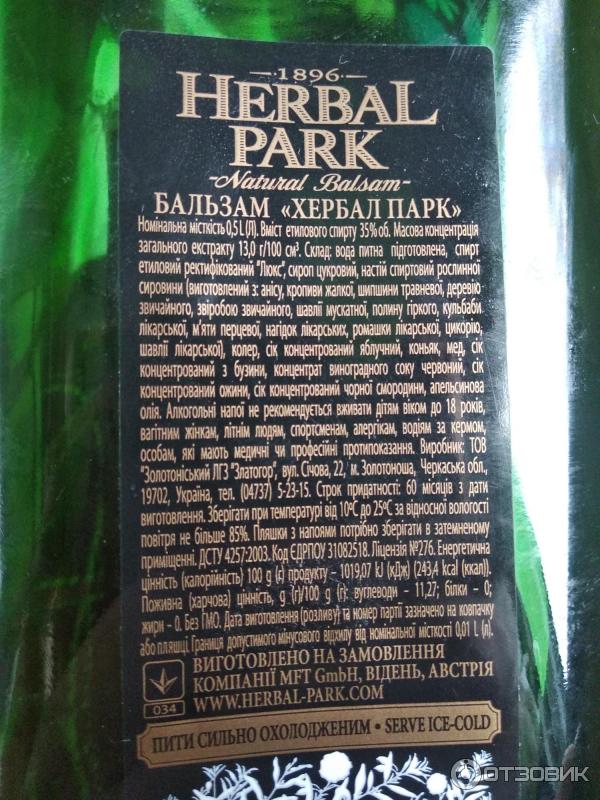 1896
HERBAL
PARK
Natural Balsam
БАЛЬЗАМ «ХЕРБАЛ ПАРК»
Номінальна місткість 0,5 L (Л). Вміст етилового спирту 35% об. Масова концентрація
загального екстракту 13,0 г/100 см³. Склад: вода питна підготовлена, спирт
етиловий ректифікований "Люкс", сироп цукровий, настій спиртовий рослинної
сировини (виготовлений з: анісу, кропиви жалкої, шипшини травневої, деревію
звичайного, звіробою звичайного, шавлії мускатної, полину гіркого, кульбаби
лікарської, м'яти перцевої, нагідок лікарських, ромашки лікарської, цикорію,
шавлії лікарської), колер, сік концентрований яблучний, коньяк, мед, сік
концентрований з бузини, концентрат виноградного соку червоний, сік
концентрований ожини, сік концентрований чорної смородини, апельсинова
олія. Алкогольні напої не рекомендується вживати дітям віком до 18 років,
вагітним жінкам, літнім людям, спортсменам, алергікам, водіям за кермом,
особам, які мають медичні чи професійні протипоказання. Виробник: ТОВ
"Золотоніський ЛГЗ "Златогор", вул. Січова, 22, м. Золотоноша, Черкаська обл.,
19702, Україна, тел. (04737) 5-23-15. Строк придатності: 60 місяців з дати
виготовлення. Зберігати при температурі від 10ºС до 25ºС за відносної вологості
повітря не більше 85%. Пляшки з напоями потрібно зберігати в затемненому
приміщенні. ДСТУ 4257:2003. Код ЄДРПОУ 31082518. Ліцензія №276. Енергетична
цінність (калорійність) 100 g (г) продукту – 1019,07 kJ (кДж) (243,4 kcal (ккал)).
Поживна (харчова) цінність, g (г)/100 g (г): вуглеводи – 11,27; білки – 0;
жири – 0. Без ГМО. Дата виготовлення (розливу) та номер партії зазначено на ковпачку
або пляшці. Границя допустимого мінусового відхилу від номінальної місткості 0,01 L (л).
034
ВИГОТОВЛЕНО НА ЗАМОВЛЕННЯ
КОМПАНІЇ MFT GmbH, ВІДЕНЬ, АВСТРІЯ
WWW.HERBAL-PARK.COM
ПИТИ СИЛЬНО ОХОЛОДЖЕНИМ • SERVE ICE-COLD
ОТЗОВИК